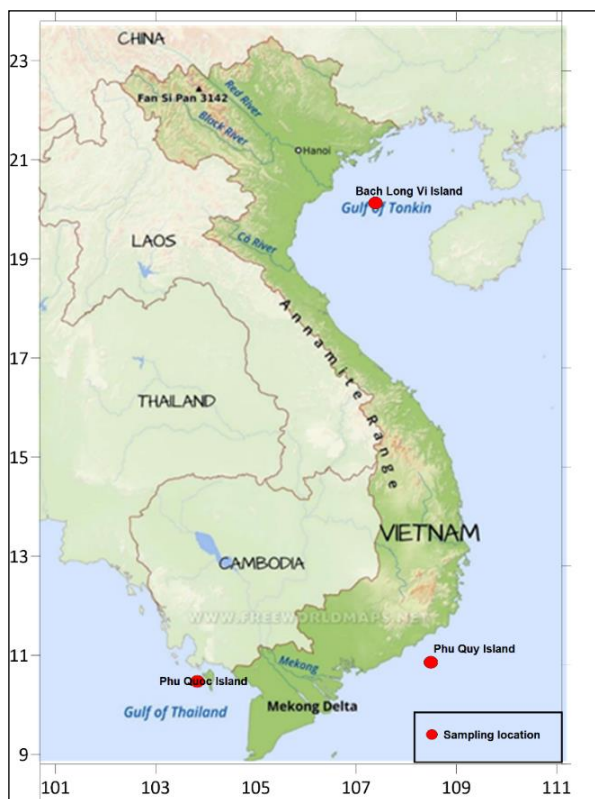 CHINA
23
Fan Si Pan 3142
Red River
Black River
Hanoi
21
Bach Long Vi Island
Gulf of Tonkin
LAOS
Cả River
19
Annamite Range
17
THAILAND
15
VIETNAM
13
CAMBODIA
WWW.FREEWORLDMAPS.NET
Phu Quy Island
11
Mekong
Phu Quoc Island
Mekong Delta
Gulf of Thailand
Sampling location
9
101 103 105 107 109 111